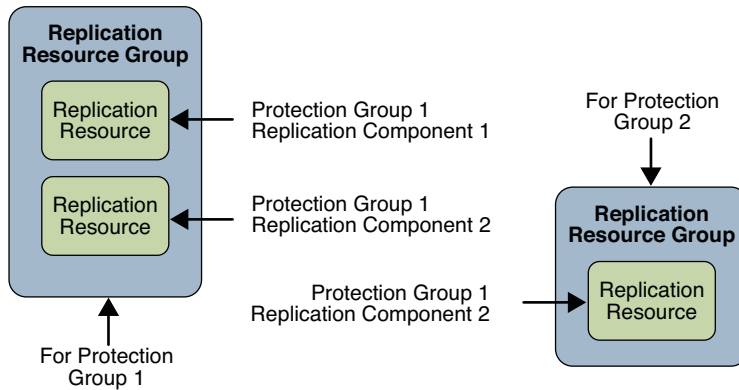 Replication
Resource Group
Replication
Resource
Protection Group 1
Replication Component 1
Replication
Resource
Protection Group 1
Replication Component 2
For Protection
Group 1
For Protection
Group 2
Replication
Resource Group
Protection Group 1
Replication Component 2
Replication
Resource